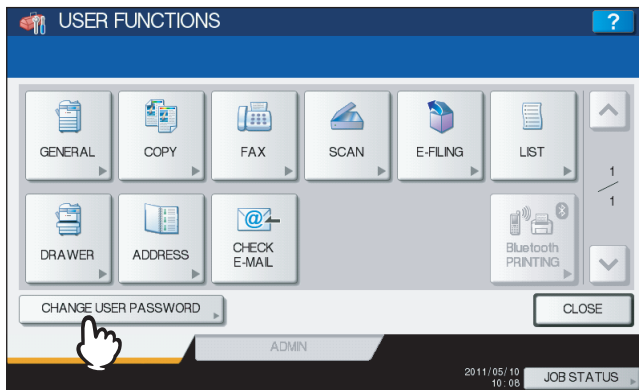 USER FUNCTIONS
?
GENERAL
COPY
FAX
SCAN
E-FILING
LIST
1
1
DRAWER
ADDRESS
@
CHECK
E-MAIL
Bluetooth
PRINTING
CHANGE USER PASSWORD
CLOSE
ADMIN
2011/05/10
10:08
JOB STATUS